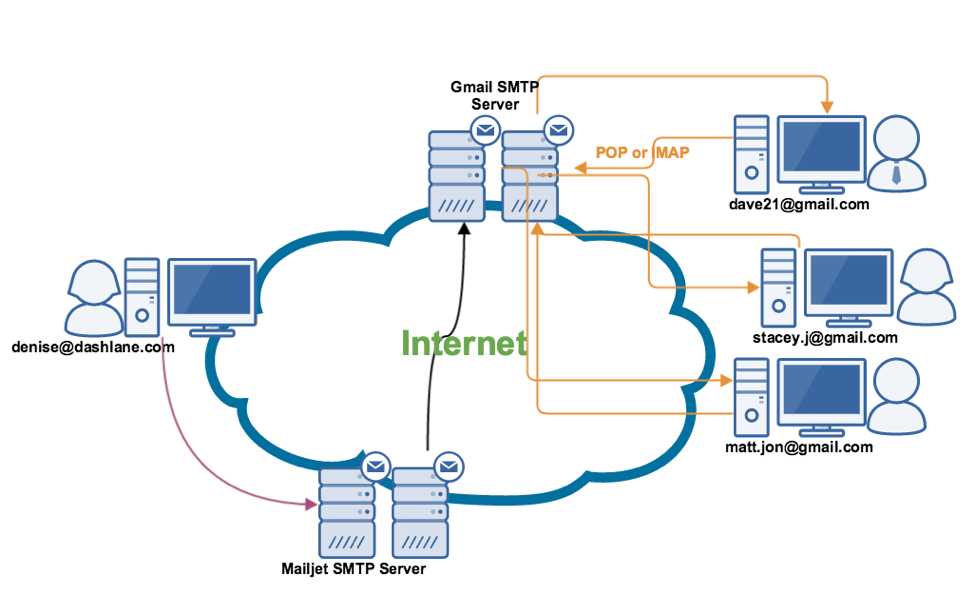 Gmail SMTP
Server
POP or IMAP
dave21@gmail.com
denise@dashlane.com
Internet
stacey.j@gmail.com
matt.jon@gmail.com
Mailjet SMTP Server